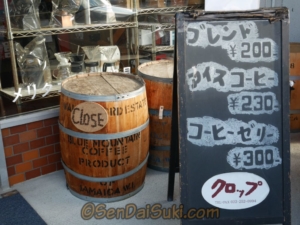 Close
BLUE MOUNTAIN
COFFEE
PRODUCT
OF
JAMAICA
ブレンド
¥200
アイスコーヒー
¥230
コーヒーゼリー
¥300
クロップ
©SenDaiSuki.com